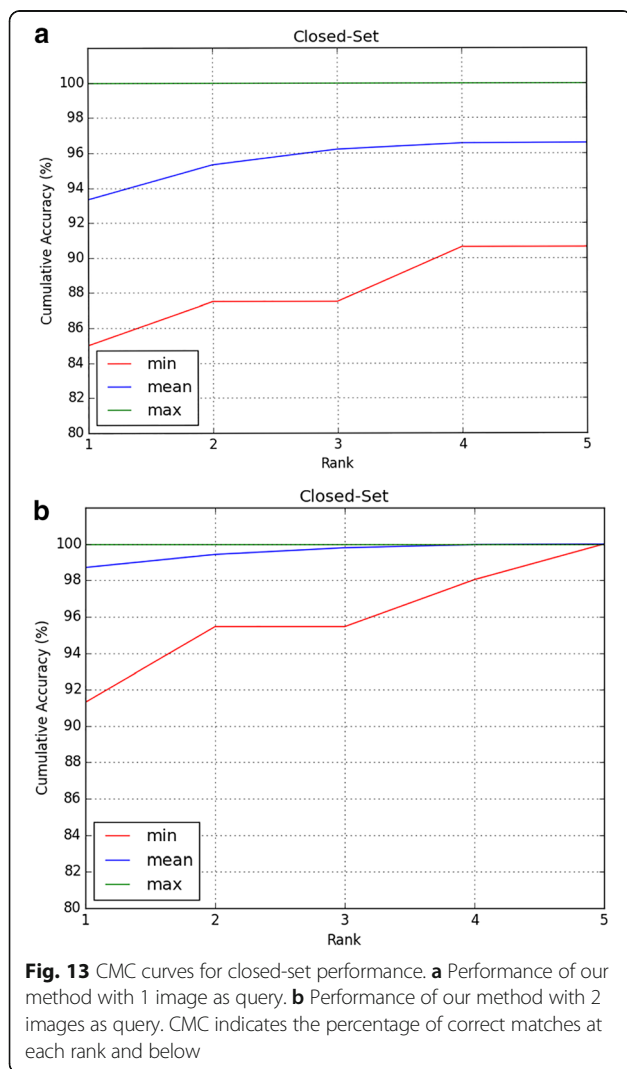 a
Closed-Set
100
98
96
94
92
90
88
86
84
82
80
Cumulative Accuracy (%)
min
mean
max
1 2 3 4 5
Rank
b
Closed-Set
100
98
96
94
92
90
88
86
84
82
80
Cumulative Accuracy (%)
min
mean
max
1 2 3 4 5
Rank
Fig. 13 CMC curves for closed-set performance. a Performance of our
method with 1 image as query. b Performance of our method with 2
images as query. CMC indicates the percentage of correct matches at
each rank and below